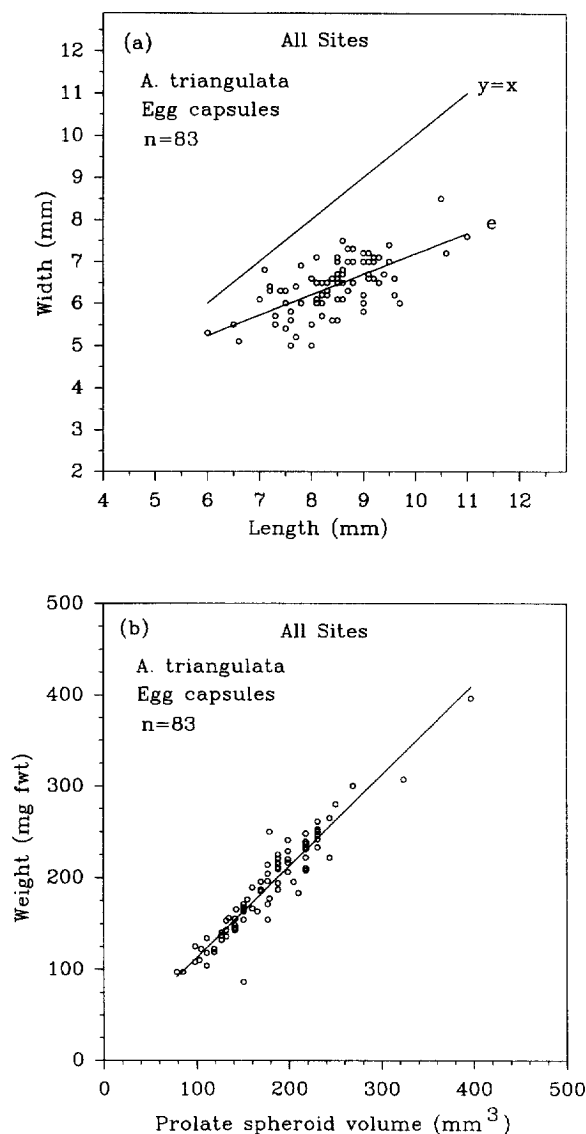 (a)
All Sites
A. triangulata
Egg capsules
n=83
y=x
e
Width (mm)
12
11
10
9
8
7
6
5
4
3
2
4 5 6 7 8 9 10 11 12
Length (mm)
(b)
All Sites
A. triangulata
Egg capsules
n=83
Weight (mg fwt)
500
400
300
200
100
0
0 100 200 300 400 500
Prolate spheroid volume (mm³)